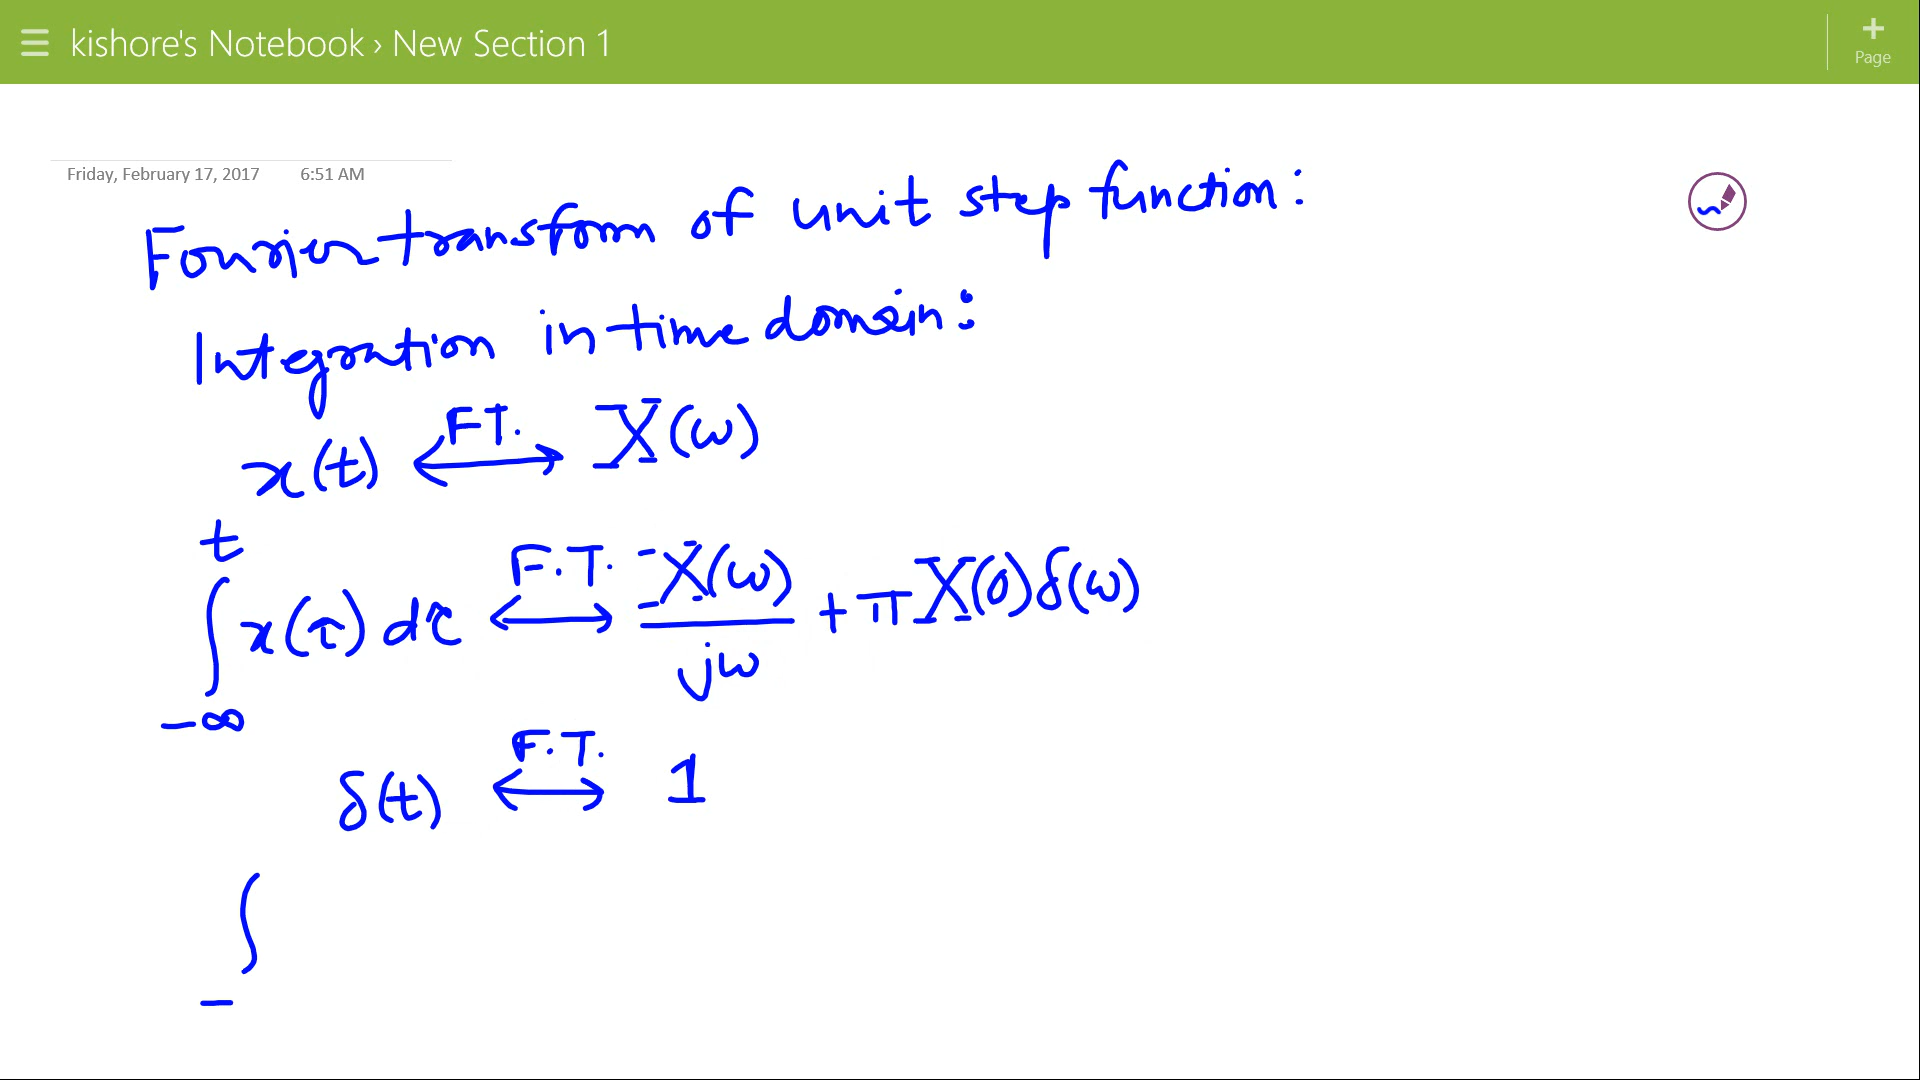 kishore's Notebook › New Section 1
+
Page
Friday, February 17, 2017 6:51 AM
Fourier transform of unit step function:
Integration in time domain:
x(t) ⟷ F.T. X(ω)
∫_{-∞}^{t} x(τ) dτ ⟷ F.T. X(ω)/jω + π X(0) δ(ω)
δ(t) ⟷ F.T. 1
∫_{-}